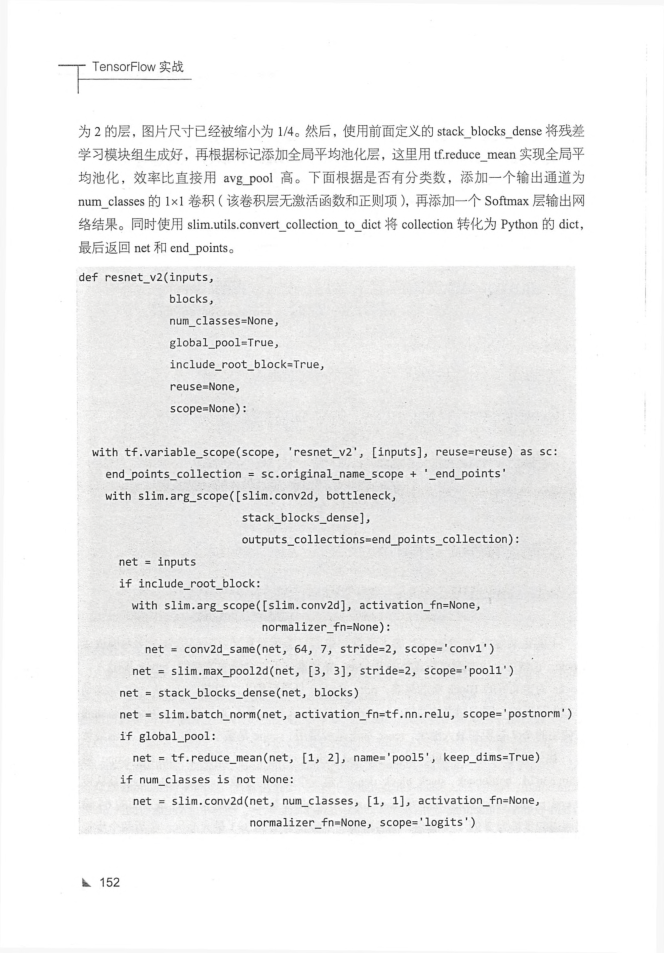 TensorFlow 实战
为 2 的层，图片尺寸已经被缩小为 1/4。然后，使用前面定义的 stack_blocks_dense 将残差
学习模块组生成好，再根据标记添加全局平均池化层，这里用 tf.reduce_mean 实现全局平
均池化，效率比直接用 avg_pool 高。下面根据是否有分类数，添加一个输出通道为
num_classes 的 1×1 卷积（该卷积层无激活函数和正则项），再添加一个 Softmax 层输出网
络结果。同时使用 slim.utils.convert_collection_to_dict 将 collection 转化为 Python 的 dict，
最后返回 net 和 end_points。
def resnet_v2(inputs,
              blocks,
              num_classes=None,
              global_pool=True,
              include_root_block=True,
              reuse=None,
              scope=None):
  with tf.variable_scope(scope, 'resnet_v2', [inputs], reuse=reuse) as sc:
    end_points_collection = sc.original_name_scope + '_end_points'
    with slim.arg_scope([slim.conv2d, bottleneck,
                         stack_blocks_dense],
                        outputs_collections=end_points_collection):
      net = inputs
      if include_root_block:
        with slim.arg_scope([slim.conv2d], activation_fn=None,
                            normalizer_fn=None):
          net = conv2d_same(net, 64, 7, stride=2, scope='conv1')
        net = slim.max_pool2d(net, [3, 3], stride=2, scope='pool1')
      net = stack_blocks_dense(net, blocks)
      net = slim.batch_norm(net, activation_fn=tf.nn.relu, scope='postnorm')
      if global_pool:
        net = tf.reduce_mean(net, [1, 2], name='pool5', keep_dims=True)
      if num_classes is not None:
        net = slim.conv2d(net, num_classes, [1, 1], activation_fn=None,
                          normalizer_fn=None, scope='logits')
152